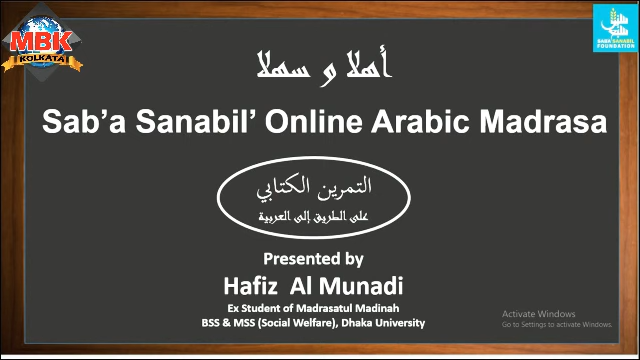 MBK
KOLKATA
SABA SANABIL
FOUNDATION
أهلا و سهلا
Sab’a Sanabil’ Online Arabic Madrasa
التمرين الكتابي
على الطريق إلى العربية
Presented by
Hafiz Al Munadi
Ex Student of Madrasatul Madinah
BSS & MSS (Social Welfare), Dhaka University
Activate Windows
Go to Settings to activate Windows.